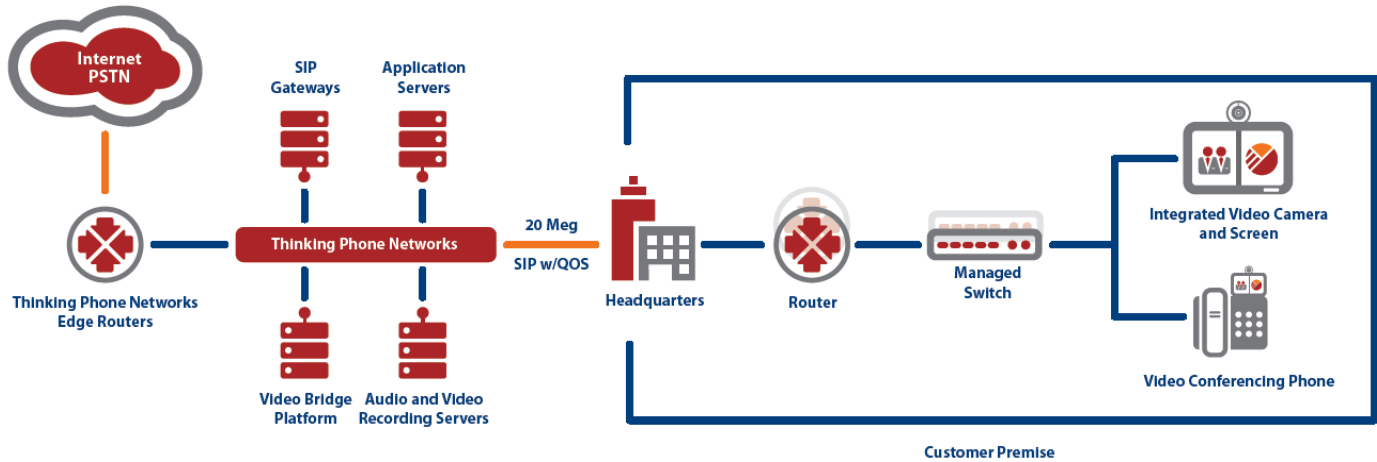 Internet
PSTN
SIP
Gateways
Application
Servers
Thinking Phone Networks
20 Meg
SIP w/QOS
Thinking Phone Networks
Edge Routers
Video Bridge
Platform
Audio and Video
Recording Servers
Headquarters
Router
Managed
Switch
Integrated Video Camera
and Screen
Video Conferencing Phone
Customer Premise